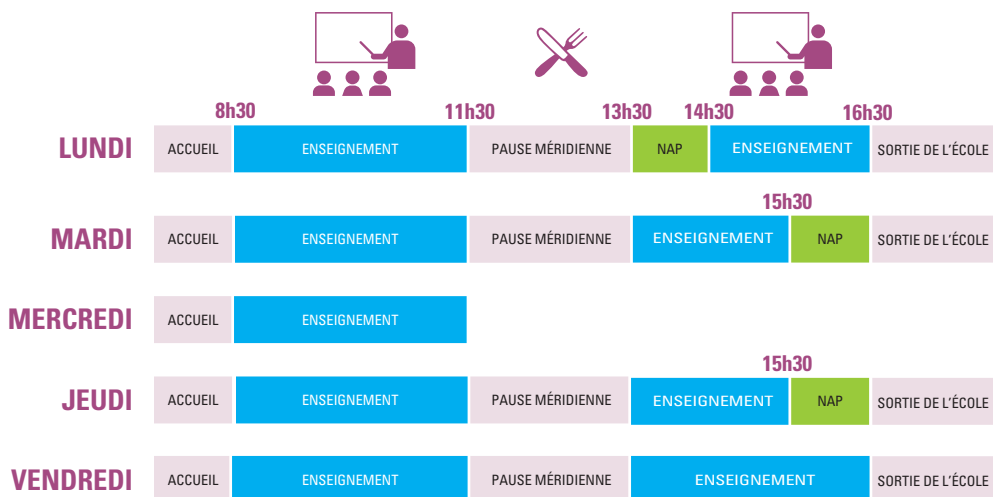 8h30 11h30 13h30 14h30 16h30
LUNDI ACCUEIL ENSEIGNEMENT PAUSE MÉRIDIENNE NAP ENSEIGNEMENT SORTIE DE L'ÉCOLE
15h30
MARDI ACCUEIL ENSEIGNEMENT PAUSE MÉRIDIENNE ENSEIGNEMENT NAP SORTIE DE L'ÉCOLE
MERCREDI ACCUEIL ENSEIGNEMENT
15h30
JEUDI ACCUEIL ENSEIGNEMENT PAUSE MÉRIDIENNE ENSEIGNEMENT NAP SORTIE DE L'ÉCOLE
VENDREDI ACCUEIL ENSEIGNEMENT PAUSE MÉRIDIENNE ENSEIGNEMENT SORTIE DE L'ÉCOLE